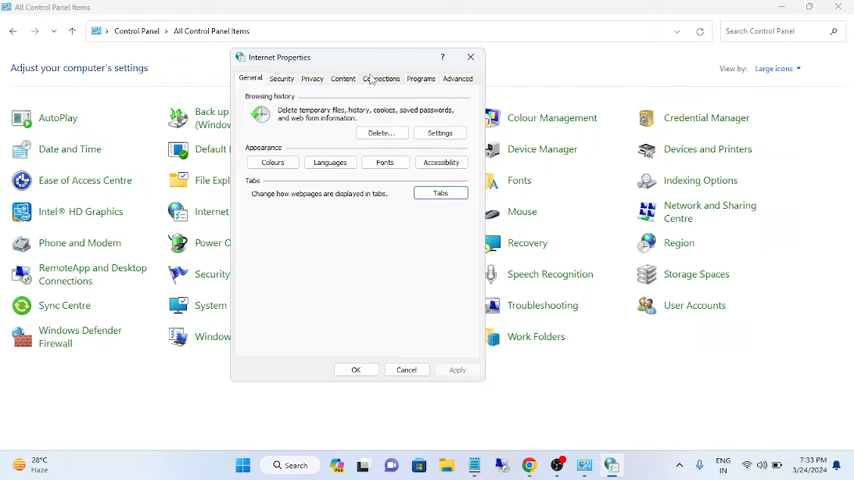 All Control Panel Items
Control Panel > All Control Panel Items
Search Control Panel
Adjust your computer's settings
View by: Large icons
Internet Properties
?
General Security Privacy Content Connections Programs Advanced
Browsing history
Delete temporary files, history, cookies, saved passwords,
and web form information.
Delete... Settings
Appearance
Colours Languages Fonts Accessibility
Tabs
Change how webpages are displayed in tabs. Tabs
OK Cancel Apply
AutoPlay
Back up
(Window
Colour Management
Credential Manager
Date and Time
Default
Device Manager
Devices and Printers
Ease of Access Centre
File Expl
Fonts
Indexing Options
Intel® HD Graphics
Internet
Mouse
Network and Sharing
Centre
Phone and Modem
Power O
Recovery
Region
RemoteApp and Desktop
Connections
Security
Speech Recognition
Storage Spaces
Sync Centre
System
Troubleshooting
User Accounts
Windows Defender
Firewall
Window
Work Folders
28°C
Haze
Search
ENG
IN
7:33 PM
3/24/2024